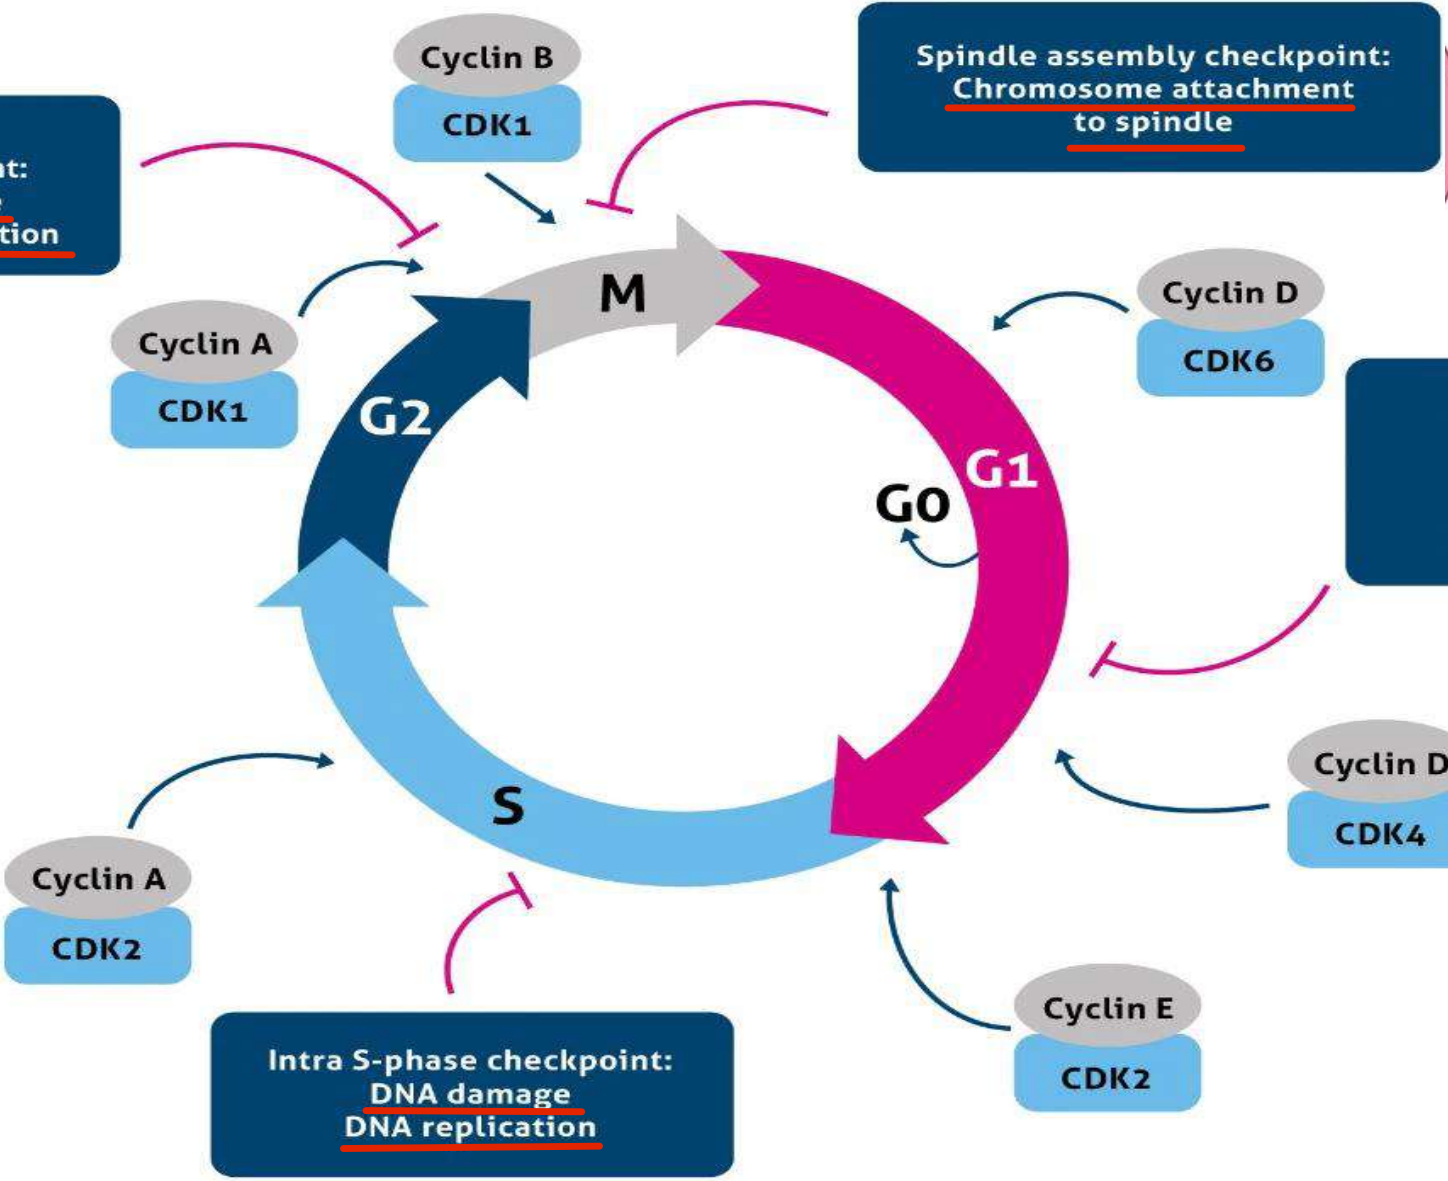 Cyclin B
CDK1
Spindle assembly checkpoint:
Chromosome attachment
to spindle
M
Cyclin D
CDK6
Cyclin A
CDK1
G2
G1
G0
Cyclin D
CDK4
S
Cyclin A
CDK2
Cyclin E
CDK2
Intra S-phase checkpoint:
DNA damage
DNA replication